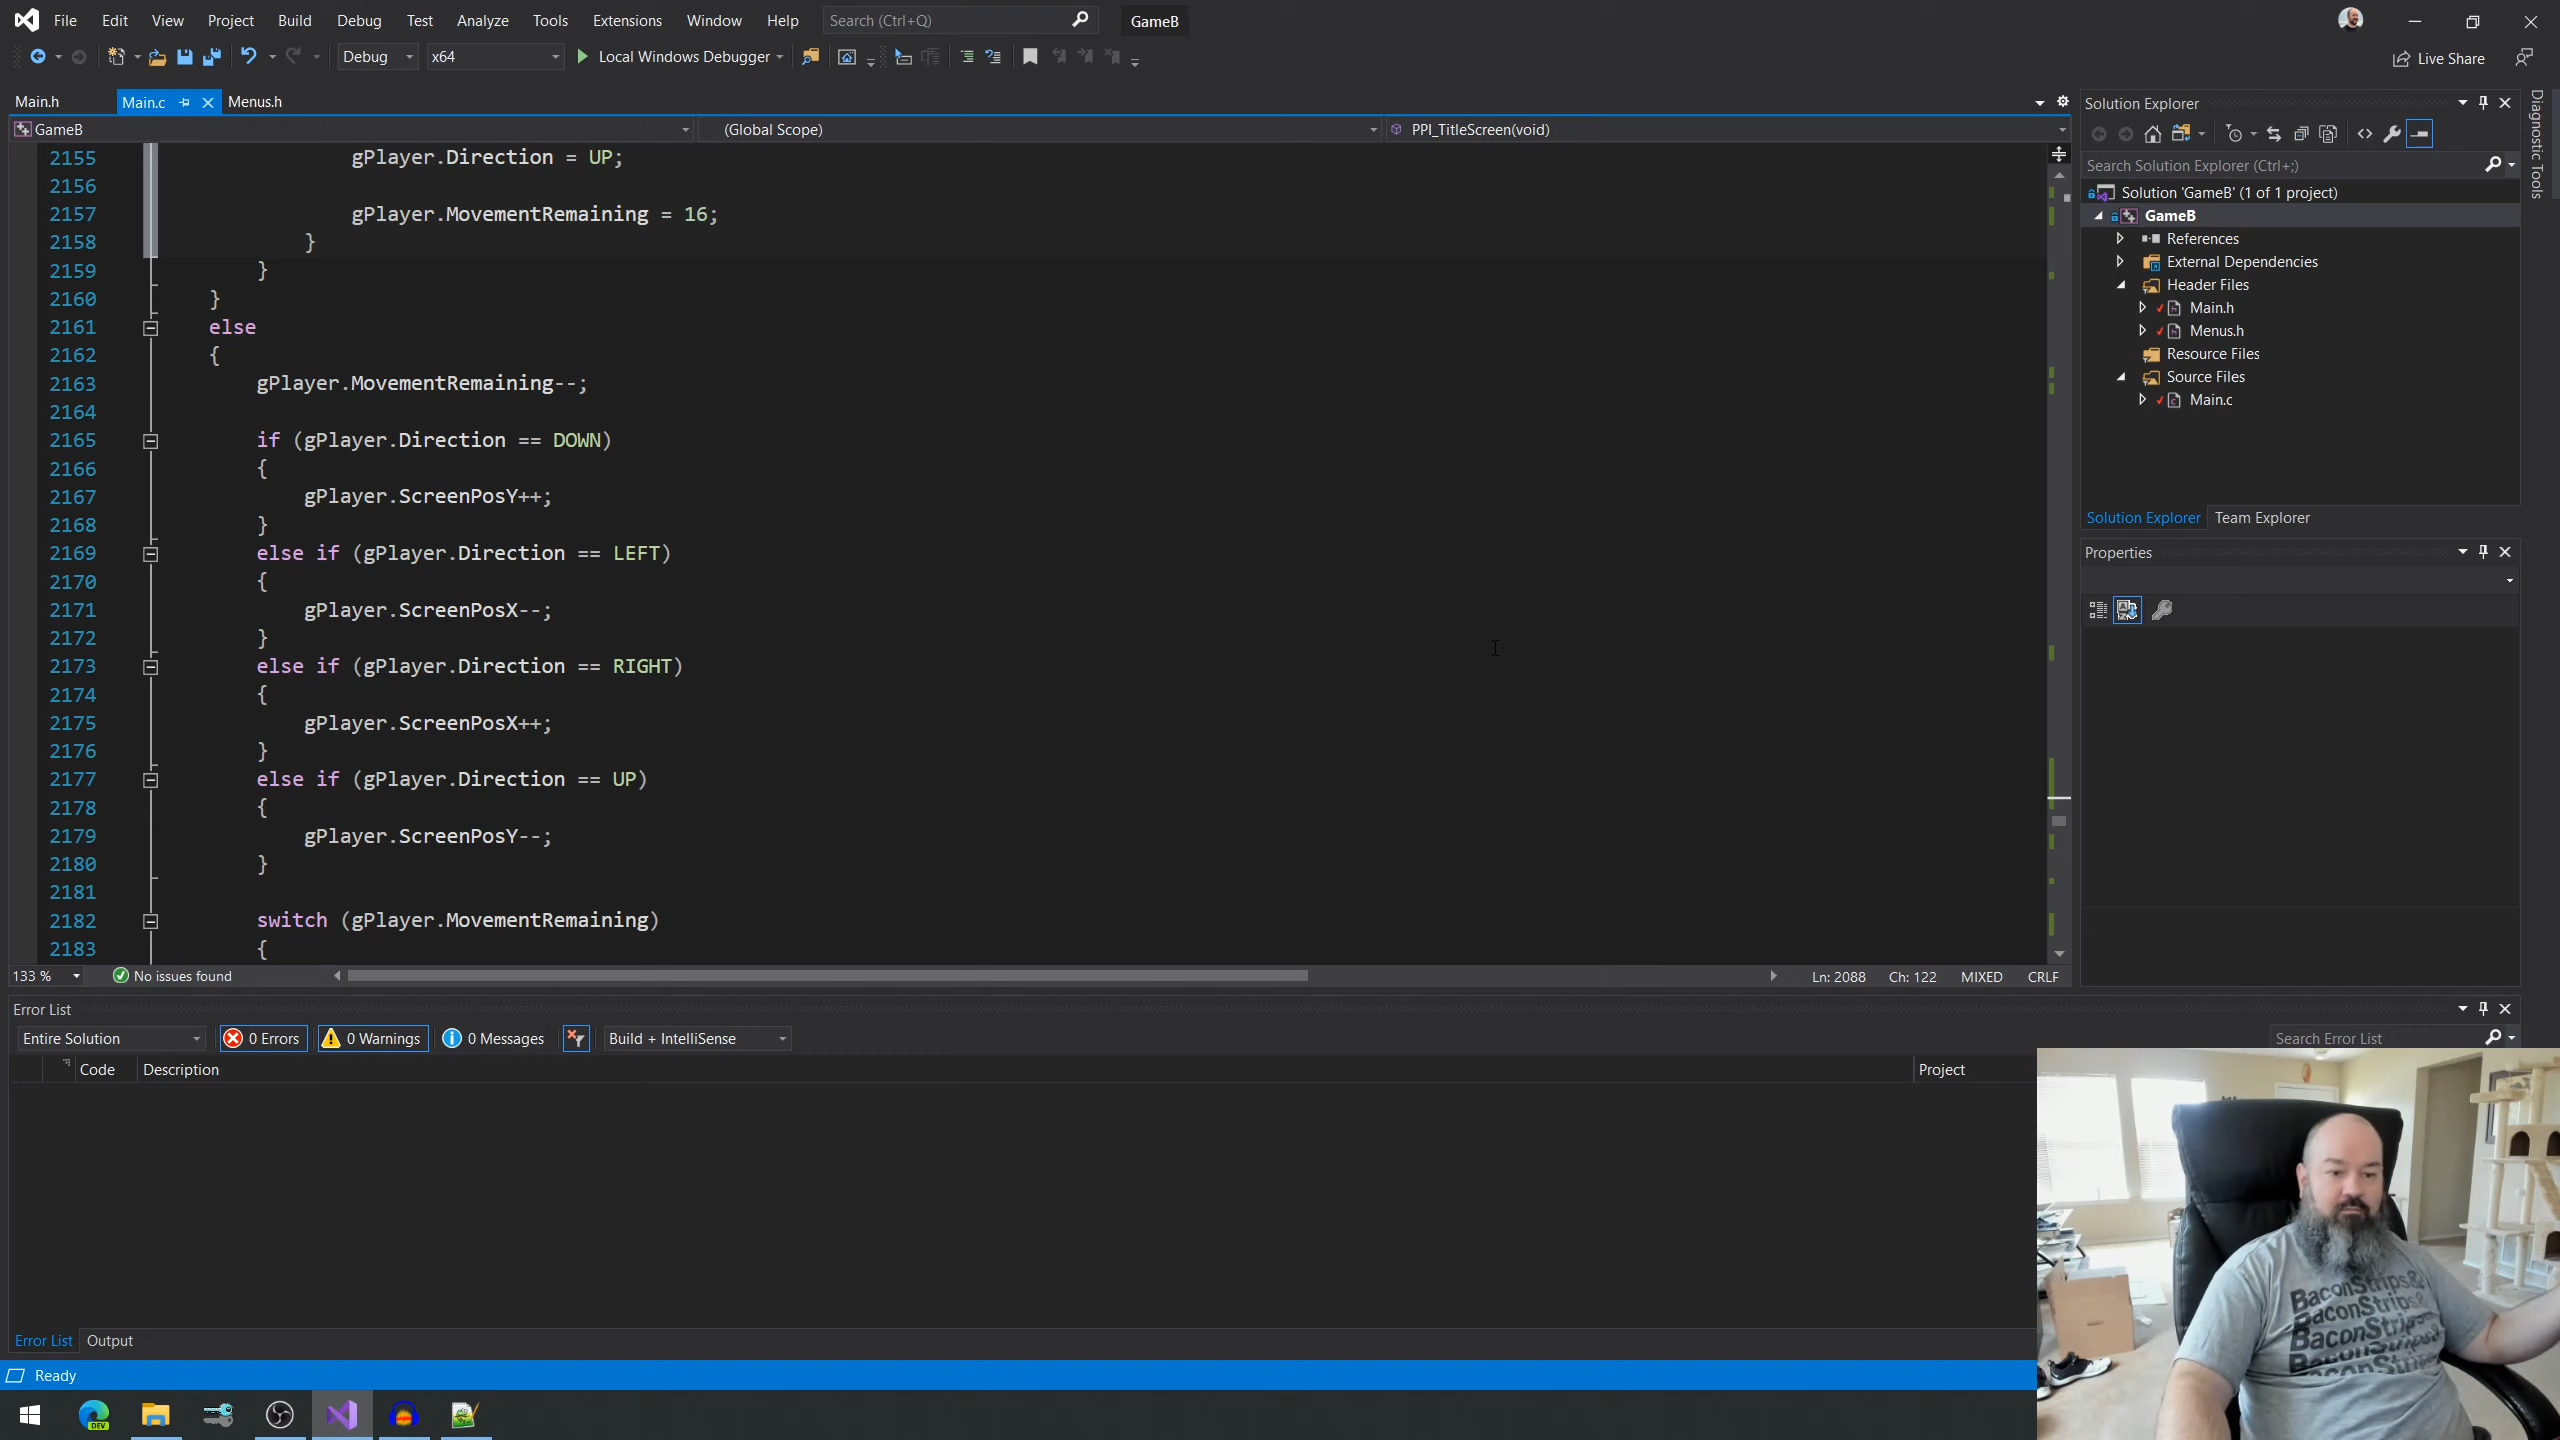 File Edit View Project Build Debug Test Analyze Tools Extensions Window Help Search (Ctrl+Q) GameB
Debug x64 Local Windows Debugger Live Share
Main.h Main.c Menus.h
GameB (Global Scope) PPI_TitleScreen(void)
2155 gPlayer.Direction = UP;
2156
2157 gPlayer.MovementRemaining = 16;
2158 }
2159 }
2160 }
2161 else
2162 {
2163 gPlayer.MovementRemaining--;
2164
2165 if (gPlayer.Direction == DOWN)
2166 {
2167 gPlayer.ScreenPosY++;
2168 }
2169 else if (gPlayer.Direction == LEFT)
2170 {
2171 gPlayer.ScreenPosX--;
2172 }
2173 else if (gPlayer.Direction == RIGHT)
2174 {
2175 gPlayer.ScreenPosX++;
2176 }
2177 else if (gPlayer.Direction == UP)
2178 {
2179 gPlayer.ScreenPosY--;
2180 }
2181
2182 switch (gPlayer.MovementRemaining)
2183 {
133 % No issues found Ln: 2088 Ch: 122 MIXED CRLF
Solution Explorer
Search Solution Explorer (Ctrl+;)
Solution 'GameB' (1 of 1 project)
GameB
References
External Dependencies
Header Files
Main.h
Menus.h
Resource Files
Source Files
Main.c
Solution Explorer Team Explorer
Properties
Diagnostic Tools
Error List
Entire Solution 0 Errors 0 Warnings 0 Messages Build + IntelliSense Search Error List
Code Description Project
Error List Output
Ready
DEV
BaconStrips&
BaconStrips&
BaconStrips&
BaconStrips&
BaconStri